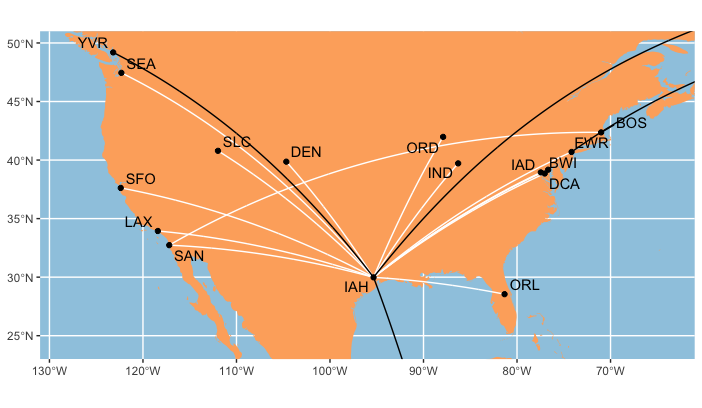 50°N
YVR
SEA
45°N
BOS
SLC
EWR
40°N
DEN
ORD
IND
IAD
BWI
DCA
SFO
35°N
LAX
SAN
30°N
IAH
ORL
25°N
130°W
120°W
110°W
100°W
90°W
80°W
70°W